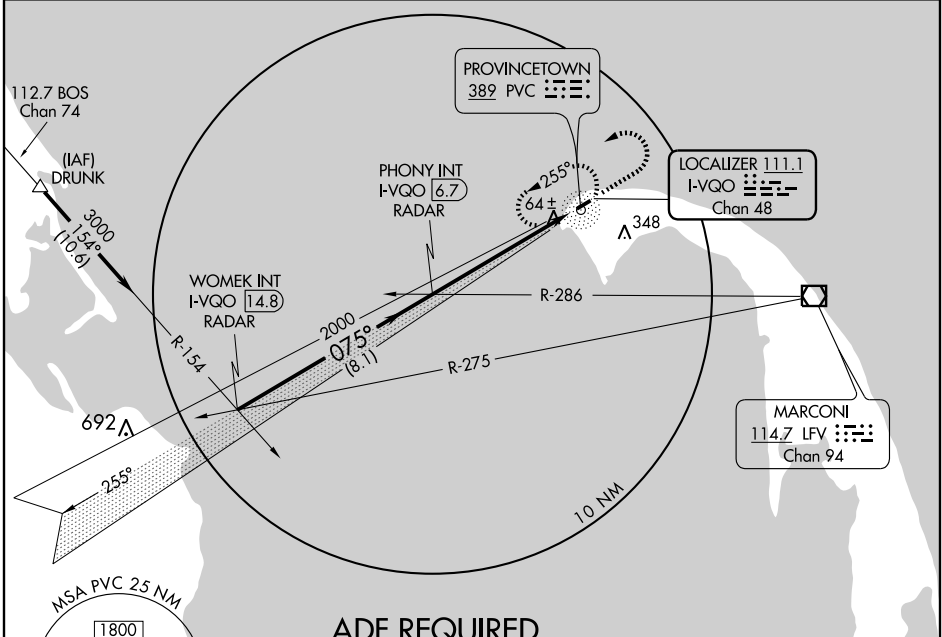 PROVINCETOWN
389 PVC
112.7 BOS
Chan 74
(IAF)
DRUNK
3000
154°
(10.6)
PHONY INT
I-VQO 6.7
RADAR
255°
64 ±
LOCALIZER 111.1
I-VQO
Chan 48
348
WOMEK INT
I-VQO 14.8
RADAR
R-286
2000
075°
(8.1)
R-154
R-275
692
255°
MARCONI
114.7 LFV
Chan 94
10 NM
MSA PVC 25 NM
1800
ADF REQUIRED